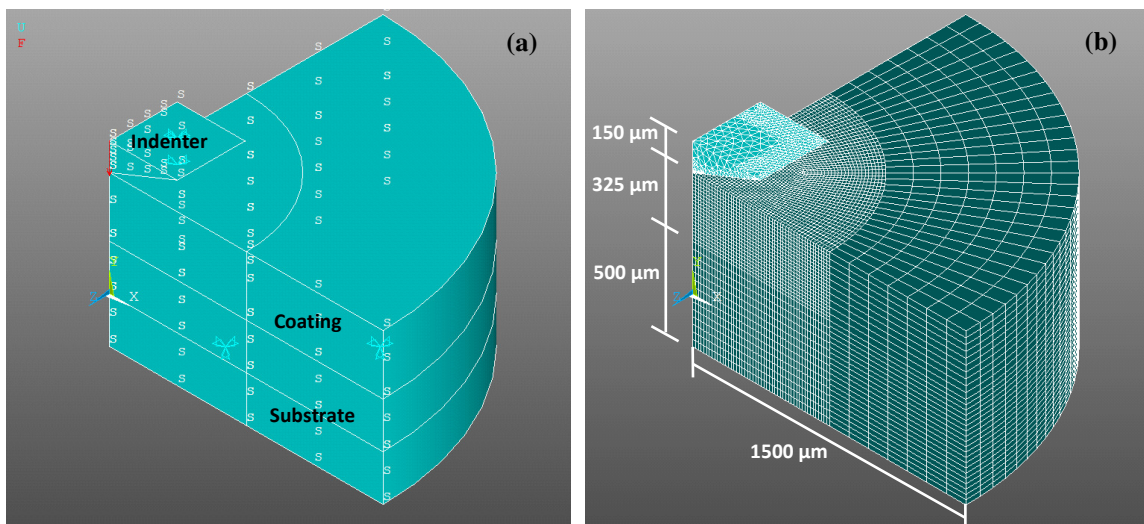 U
F
(a)
S S S S S S S S S S S S S S S S S S S S S S S S S
Indenter
Y
Z X
Coating
Substrate
(b)
150 µm
325 µm
500 µm
Y
Z X
1500 µm